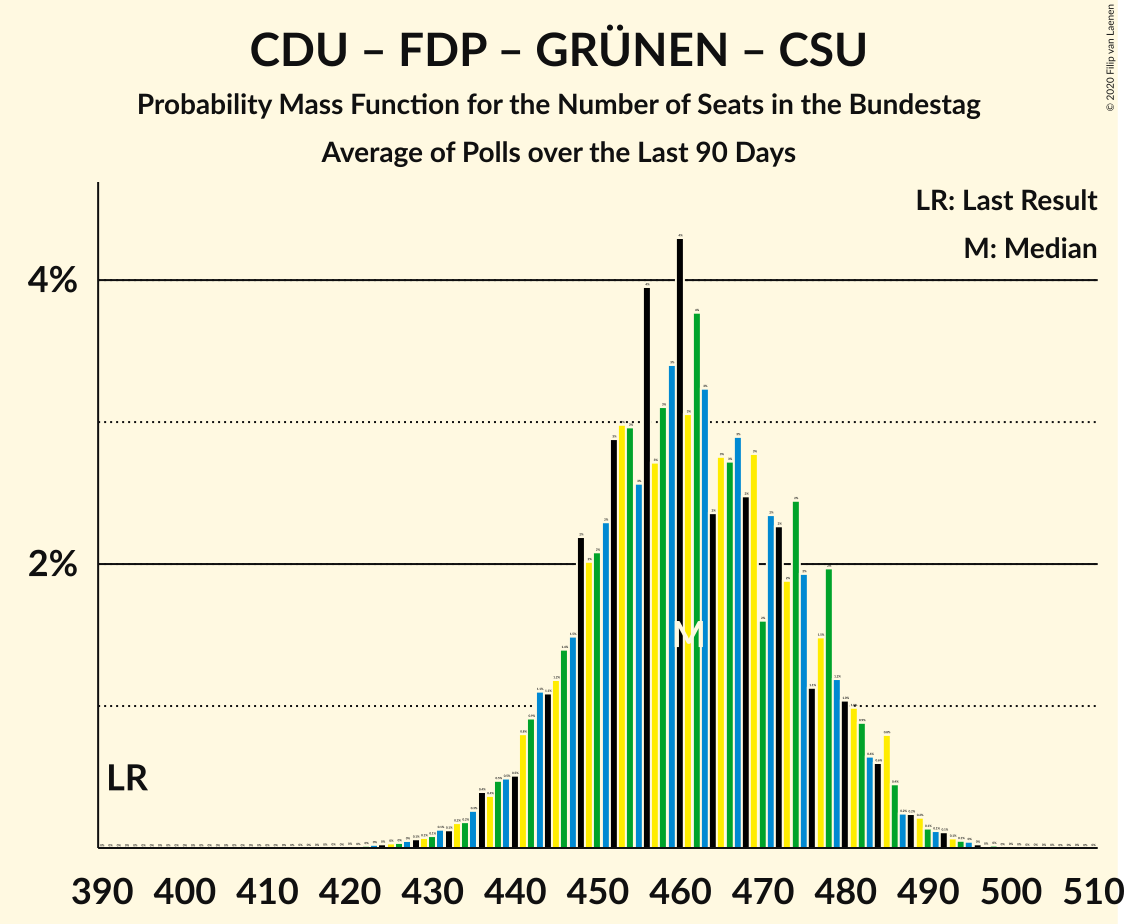 CDU – FDP – GRÜNEN – CSU
Probability Mass Function for the Number of Seats in the Bundestag
Average of Polls over the Last 90 Days
© 2020 Filip van Laenen
LR: Last Result
M: Median
4%
2%
M
LR
390 400 410 420 430 440 450 460 470 480 490 500 510